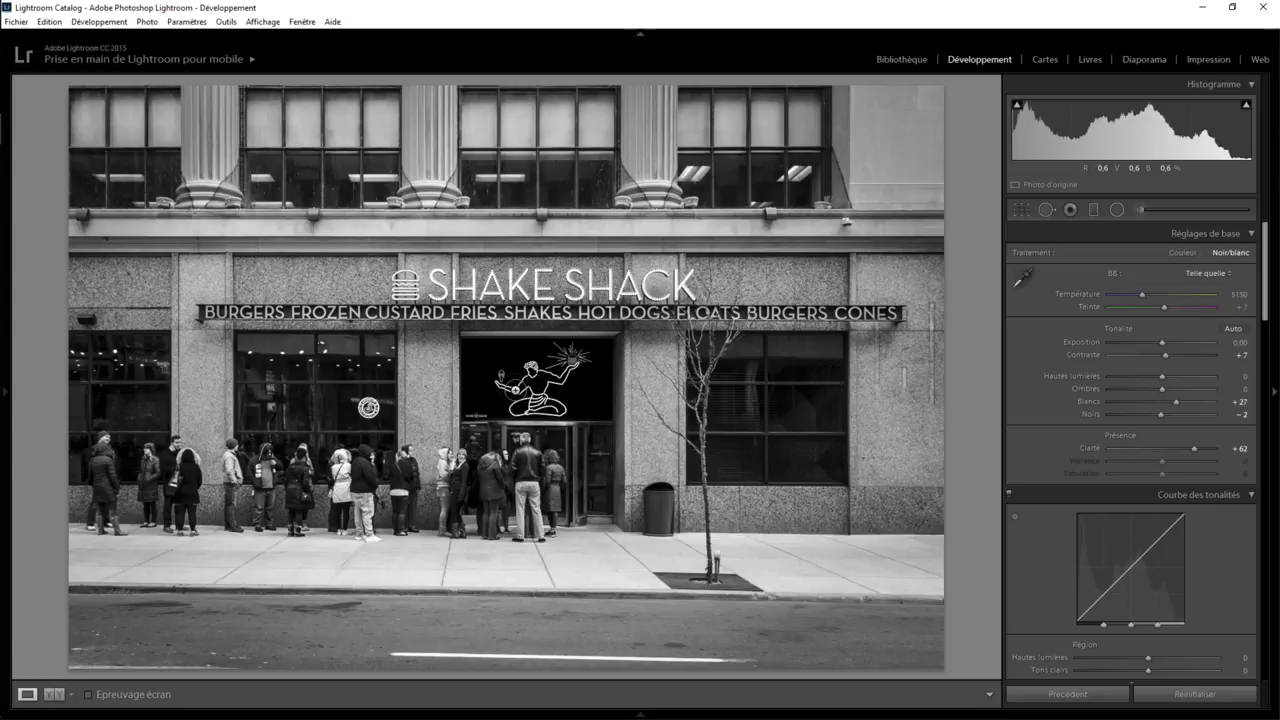 Lightroom Catalog - Adobe Photoshop Lightroom - Développement
Fichier Edition Développement Photo Paramètres Outils Affichage Fenêtre Aide
Lr
Adobe Lightroom CC 2015
Prise en main de Lightroom pour mobile
Bibliothèque | Développement | Cartes | Livres | Diaporama | Impression | Web
Histogramme
R 0,6 V 0,6 B 0,6 %
Photo d'origine
Réglages de base
Traitement : Couleur Noir/blanc
BB : Telle quelle
Température 5150
Teinte + 7
Tonalité Auto
Exposition 0,00
Contraste + 7
Hautes lumières 0
Ombres 0
Blancs + 27
Noirs − 2
Présence
Clarté + 62
Vibrance 0
Saturation 0
Courbe des tonalités
Région
Hautes lumières 0
Tons clairs 0
Précédent Réinitialiser
SHAKE SHACK
BURGERS FROZEN CUSTARD FRIES SHAKES HOT DOGS FLOATS BURGERS CONES
Epreuvage écran